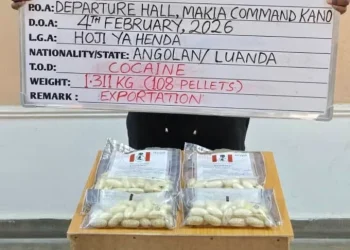 P.O.A: DEPARTURE HALL, MAKIA COMMAND KANO
D.O.A: 4TH FEBRUARY, 2026
L.G.A: HOJI YA HENDA
NATIONALITY/STATE: ANGOLAN/ LUANDA
T.O.D: COCAINE
WEIGHT: 1.311 KG (108 PELLETS)
REMARK: EXPORTATION